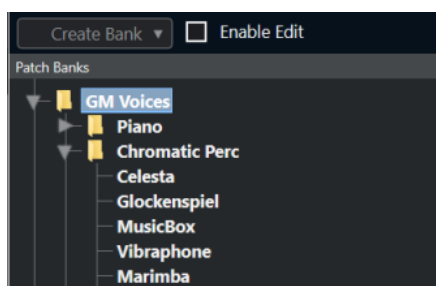 Create Bank Enable Edit
Patch Banks
GM Voices
Piano
Chromatic Perc
Celesta
Glockenspiel
MusicBox
Vibraphone
Marimba